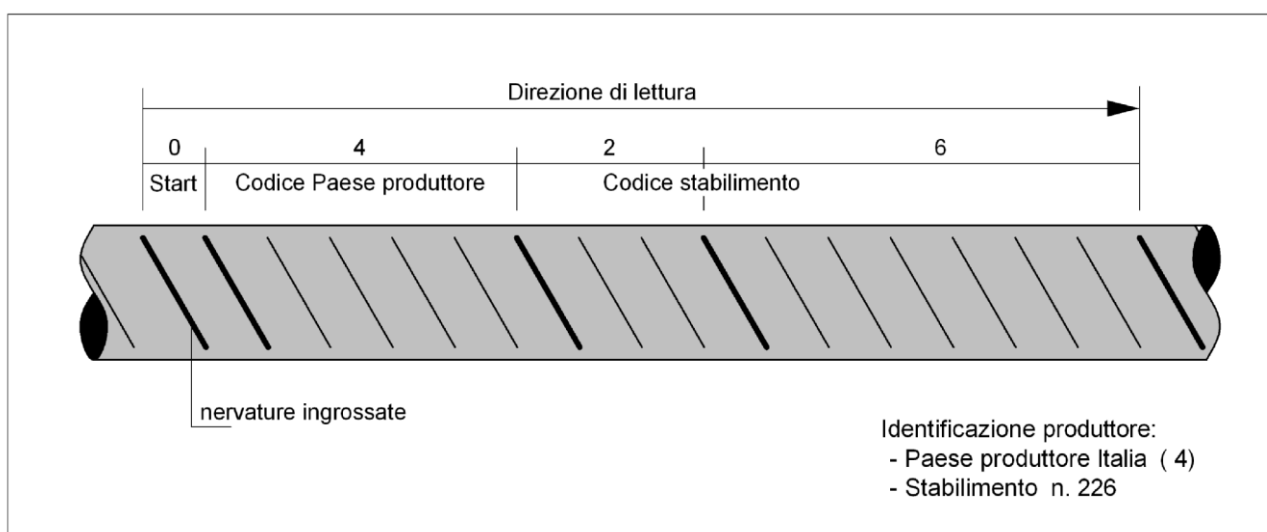 Direzione di lettura
0 4 2 6
Start Codice Paese produttore Codice stabilimento
nervature ingrossate
Identificazione produttore:
- Paese produttore Italia ( 4)
- Stabilimento n. 226